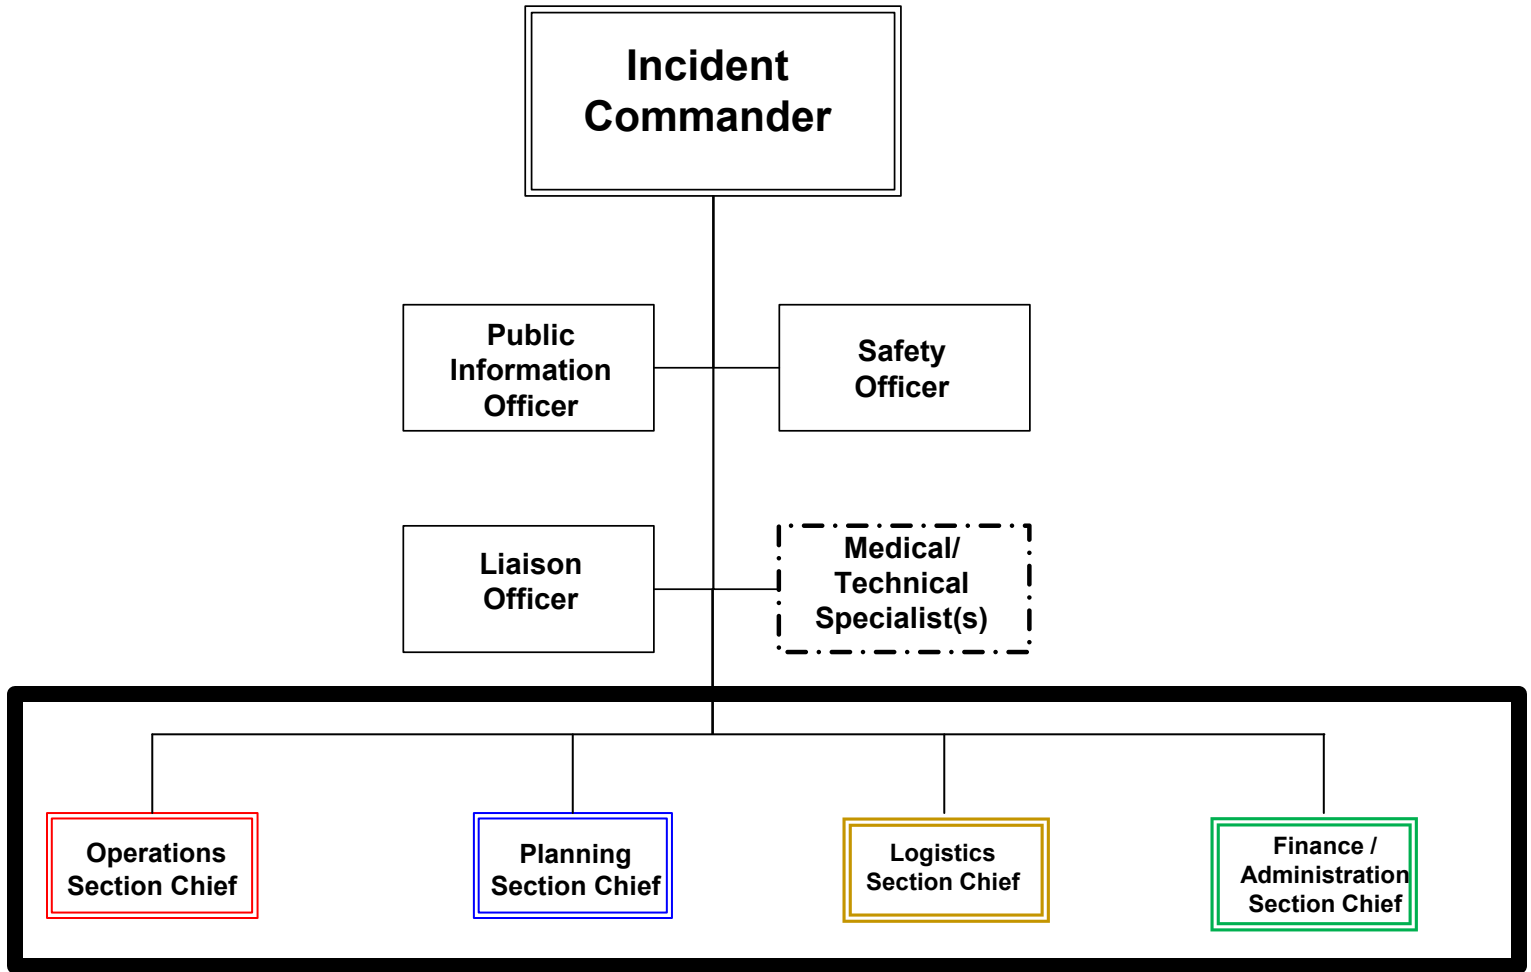 Incident
Commander
Public
Information
Officer
Safety
Officer
Liaison
Officer
Medical/
Technical
Specialist(s)
Operations
Section Chief
Planning
Section Chief
Logistics
Section Chief
Finance /
Administration
Section Chief